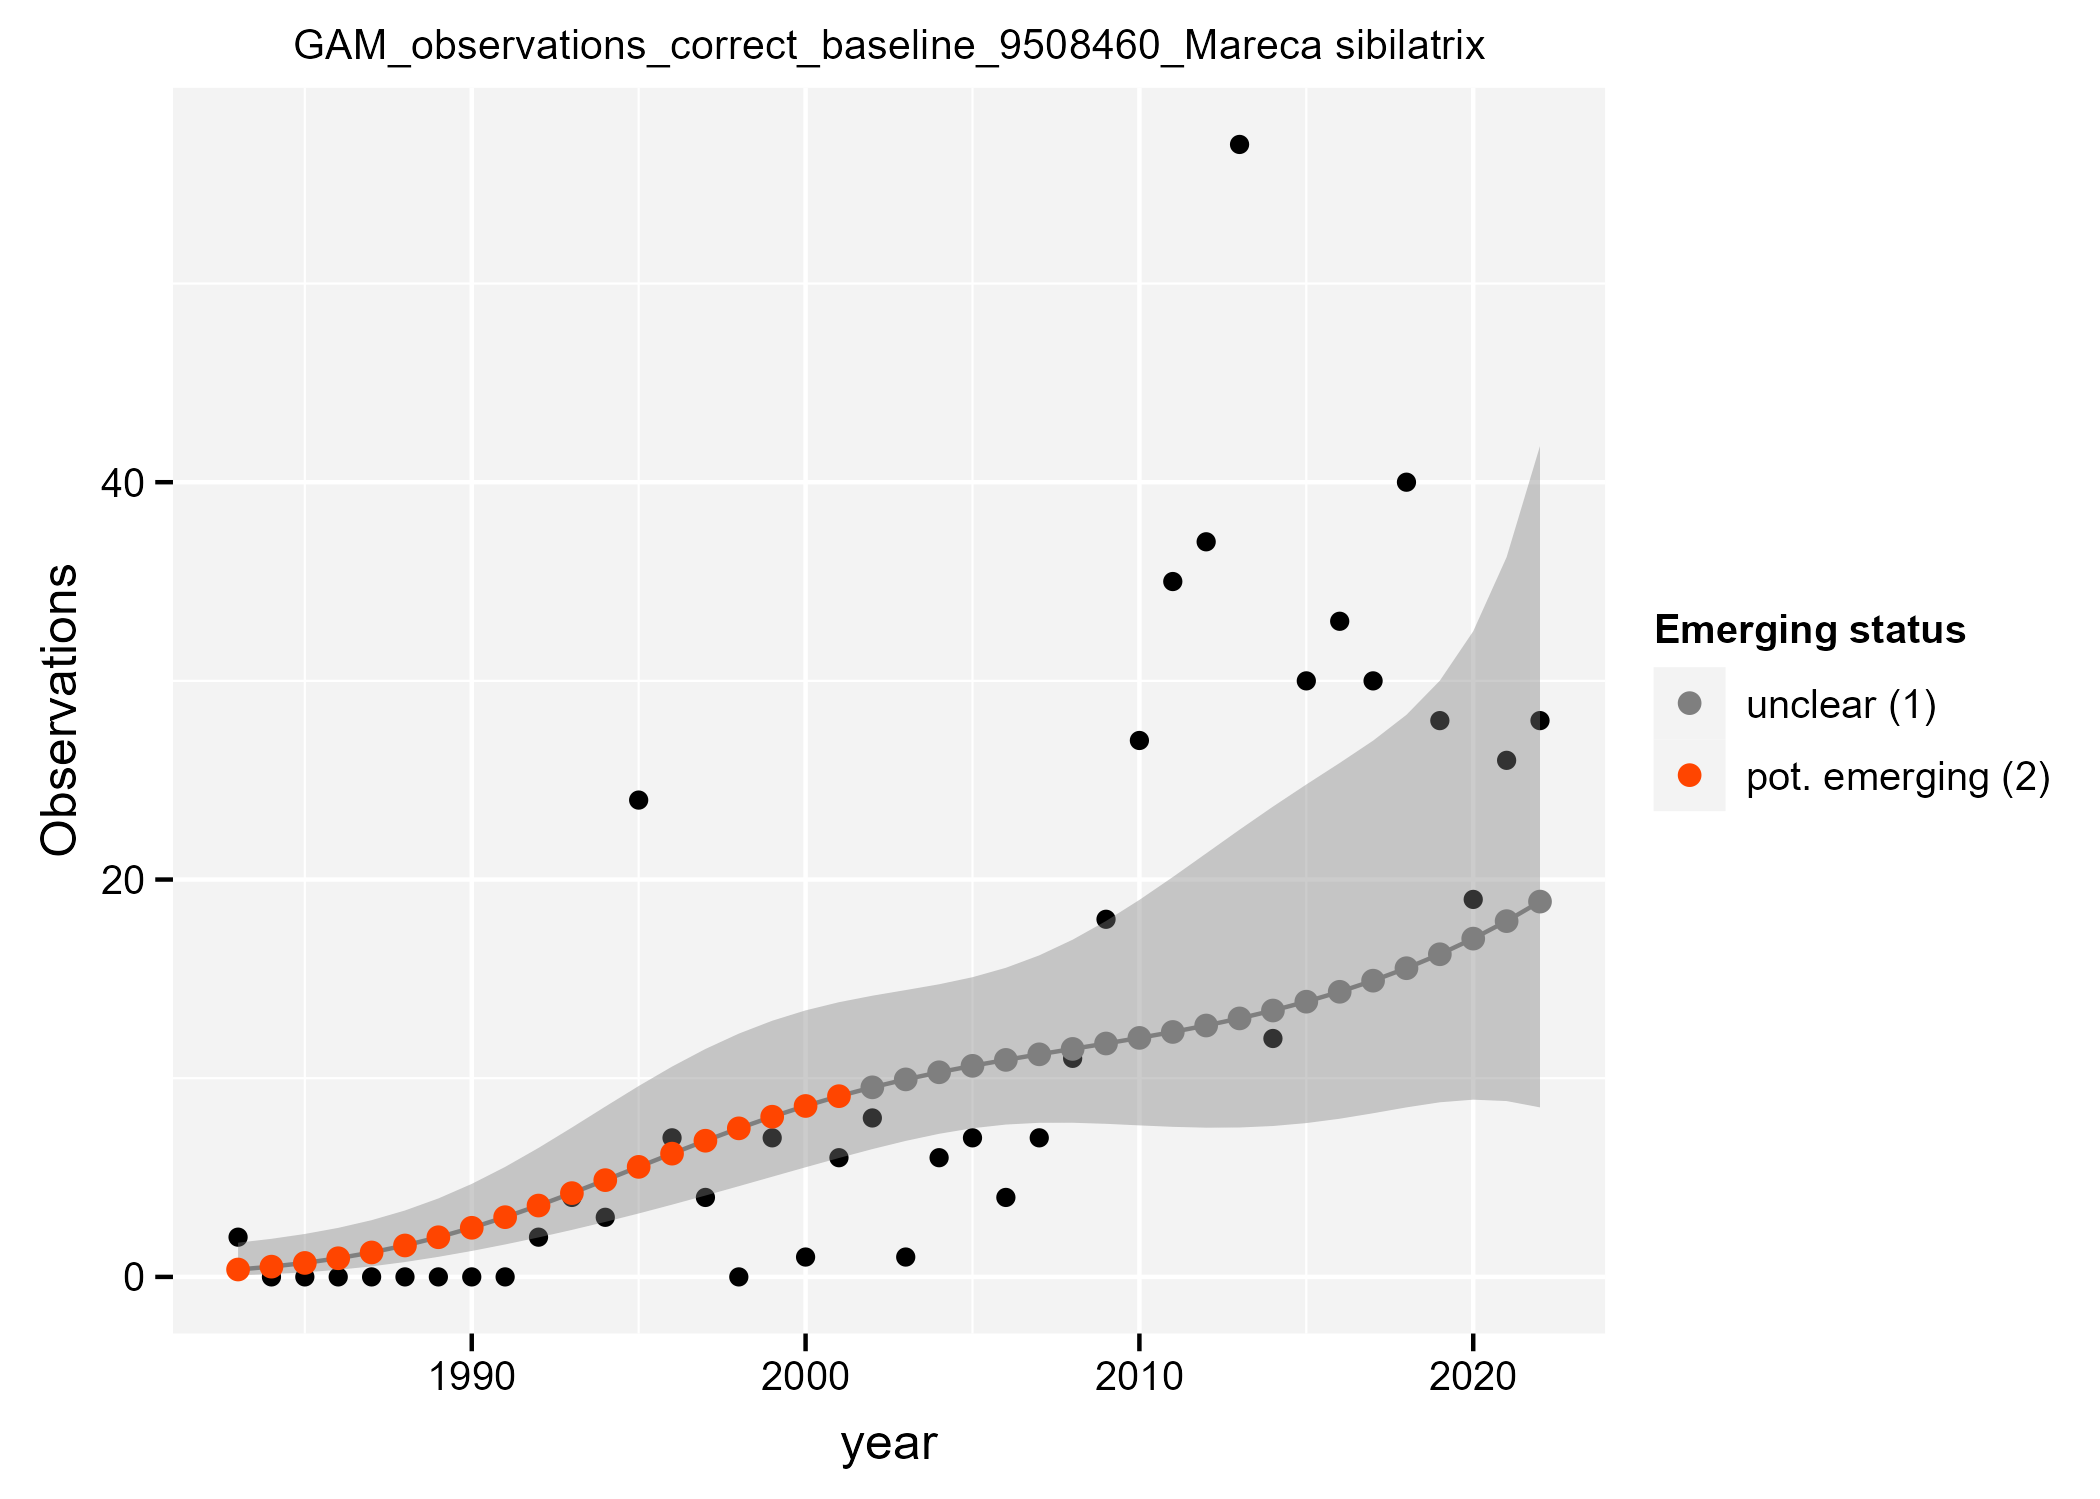 GAM_observations_correct_baseline_9508460_Mareca sibilatrix
Observations
40
20
0
1990 2000 2010 2020
year
Emerging status
unclear (1)
pot. emerging (2)